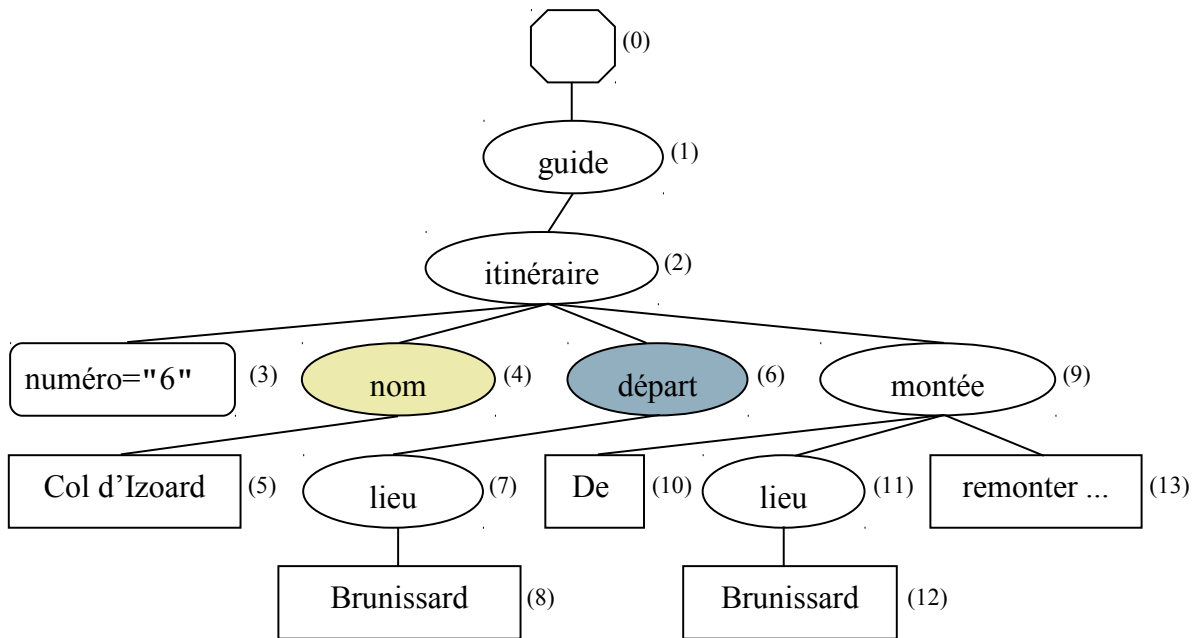 (0)
guide (1)
itinéraire (2)
numéro="6" (3) nom (4) départ (6) montée (9)
Col d’Izoard (5) lieu (7) De (10) lieu (11) remonter ... (13)
Brunissard (8) Brunissard (12)